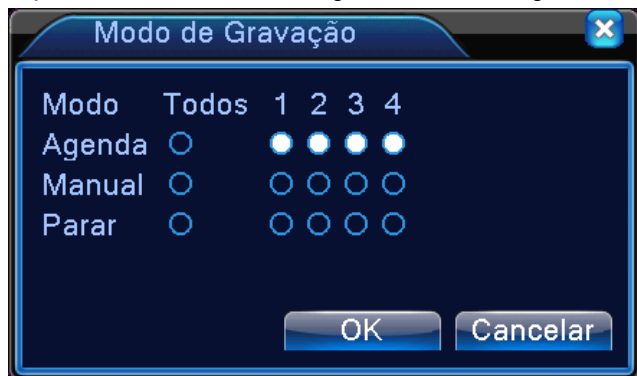 Modo de Gravação
Modo Todos 1 2 3 4
Agenda
Manual
Parar
OK Cancelar